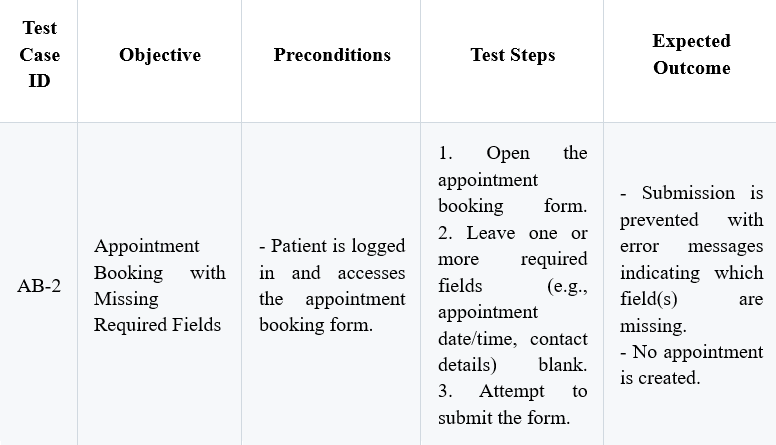 Test
Case
ID
Objective
Preconditions
Test Steps
Expected
Outcome
AB-2
Appointment
Booking with
Missing
Required Fields
- Patient is logged
in and accesses
the appointment
booking form.
1. Open the
appointment
booking form.
2. Leave one or
more required
fields (e.g.,
appointment
date/time, contact
details) blank.
3. Attempt to
submit the form.
- Submission is
prevented with
error messages
indicating which
field(s) are
missing.
- No appointment
is created.